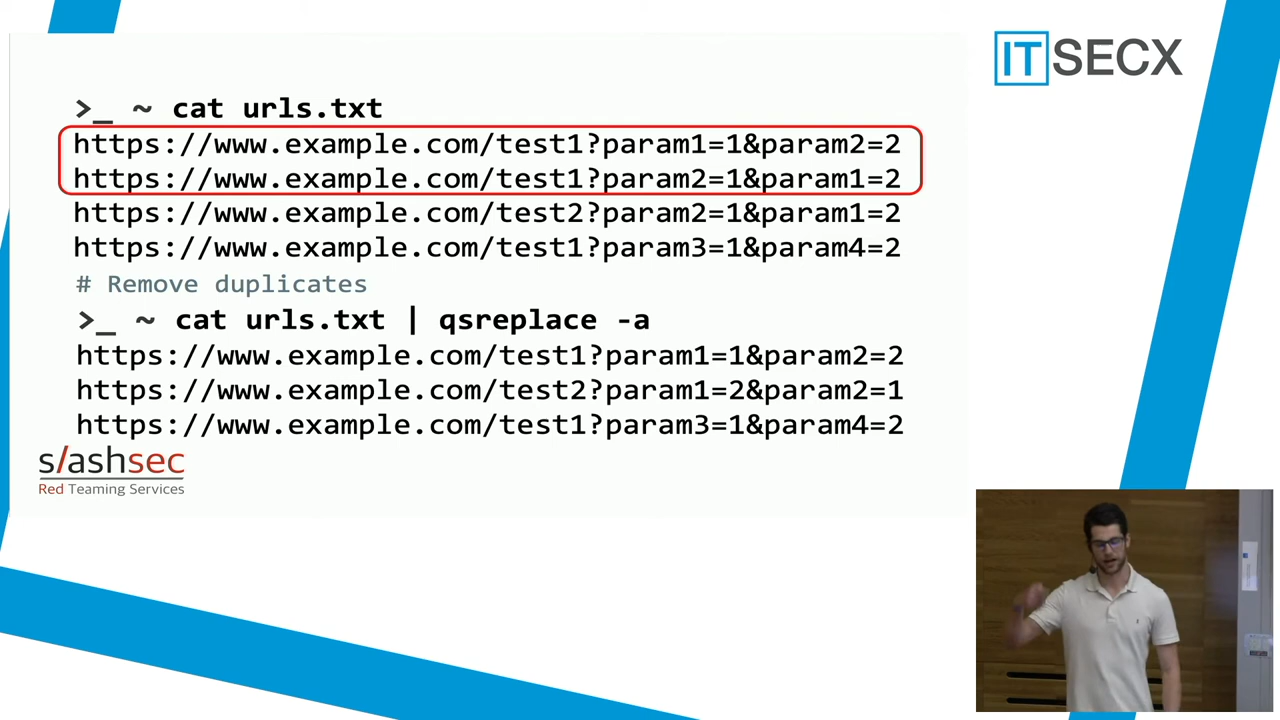 ITSECX
>_ ~ cat urls.txt
https://www.example.com/test1?param1=1&param2=2
https://www.example.com/test1?param2=1&param1=2
https://www.example.com/test2?param2=1&param1=2
https://www.example.com/test1?param3=1&param4=2
# Remove duplicates
>_ ~ cat urls.txt | qsreplace -a
https://www.example.com/test1?param1=1&param2=2
https://www.example.com/test2?param1=2&param2=1
https://www.example.com/test1?param3=1&param4=2
s/ashsec
Red Teaming Services